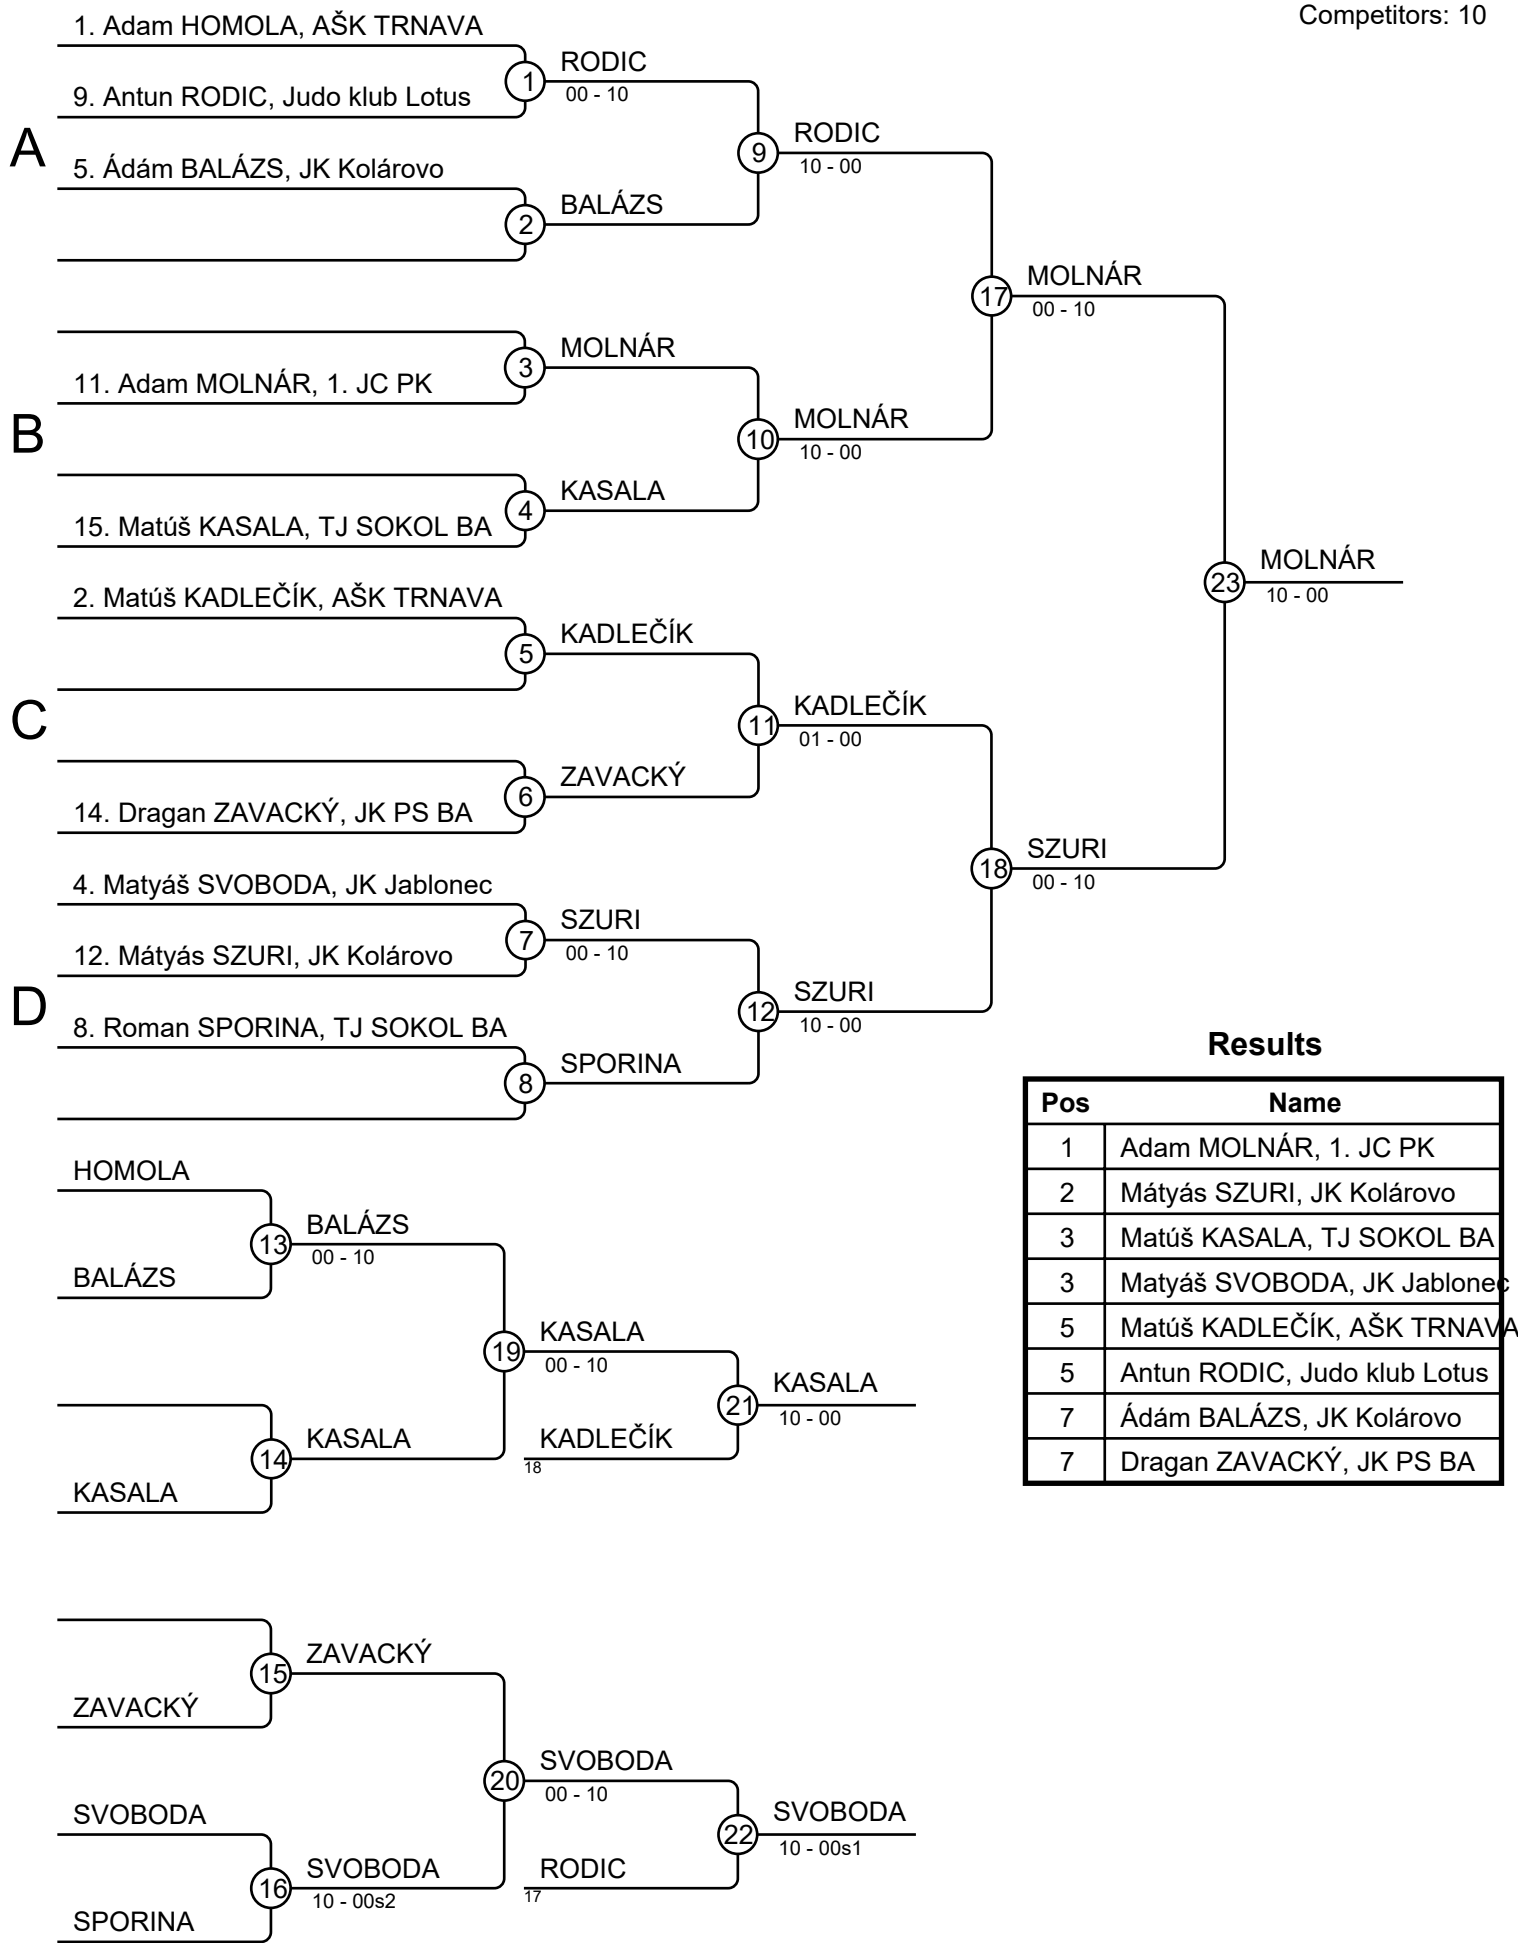 Competitors: 10
1. Adam HOMOLA, AŠK TRNAVA
1
RODIC
00 - 10
9. Antun RODIC, Judo klub Lotus
A
9
RODIC
10 - 00
5. Ádám BALÁZS, JK Kolárovo
2
BALÁZS
17
MOLNÁR
00 - 10
3
MOLNÁR
11. Adam MOLNÁR, 1. JC PK
B
10
MOLNÁR
10 - 00
4
KASALA
15. Matúš KASALA, TJ SOKOL BA
23
MOLNÁR
10 - 00
2. Matúš KADLEČÍK, AŠK TRNAVA
5
KADLEČÍK
C
11
KADLEČÍK
01 - 00
6
ZAVACKÝ
14. Dragan ZAVACKÝ, JK PS BA
18
SZURI
00 - 10
4. Matyáš SVOBODA, JK Jablonec
7
SZURI
00 - 10
12. Mátyás SZURI, JK Kolárovo
D
12
SZURI
10 - 00
8. Roman SPORINA, TJ SOKOL BA
8
SPORINA
Results
Pos Name
1 Adam MOLNÁR, 1. JC PK
2 Mátyás SZURI, JK Kolárovo
3 Matúš KASALA, TJ SOKOL BA
3 Matyáš SVOBODA, JK Jablonec
5 Matúš KADLEČÍK, AŠK TRNAVA
5 Antun RODIC, Judo klub Lotus
7 Ádám BALÁZS, JK Kolárovo
7 Dragan ZAVACKÝ, JK PS BA
HOMOLA
13
BALÁZS
00 - 10
BALÁZS
19
KASALA
00 - 10
21
KASALA
10 - 00
14
KASALA
KADLEČÍK
18
KASALA
15
ZAVACKÝ
ZAVACKÝ
20
SVOBODA
00 - 10
SVOBODA
22
SVOBODA
10 - 00s1
16
SVOBODA
10 - 00s2
RODIC
17
SPORINA